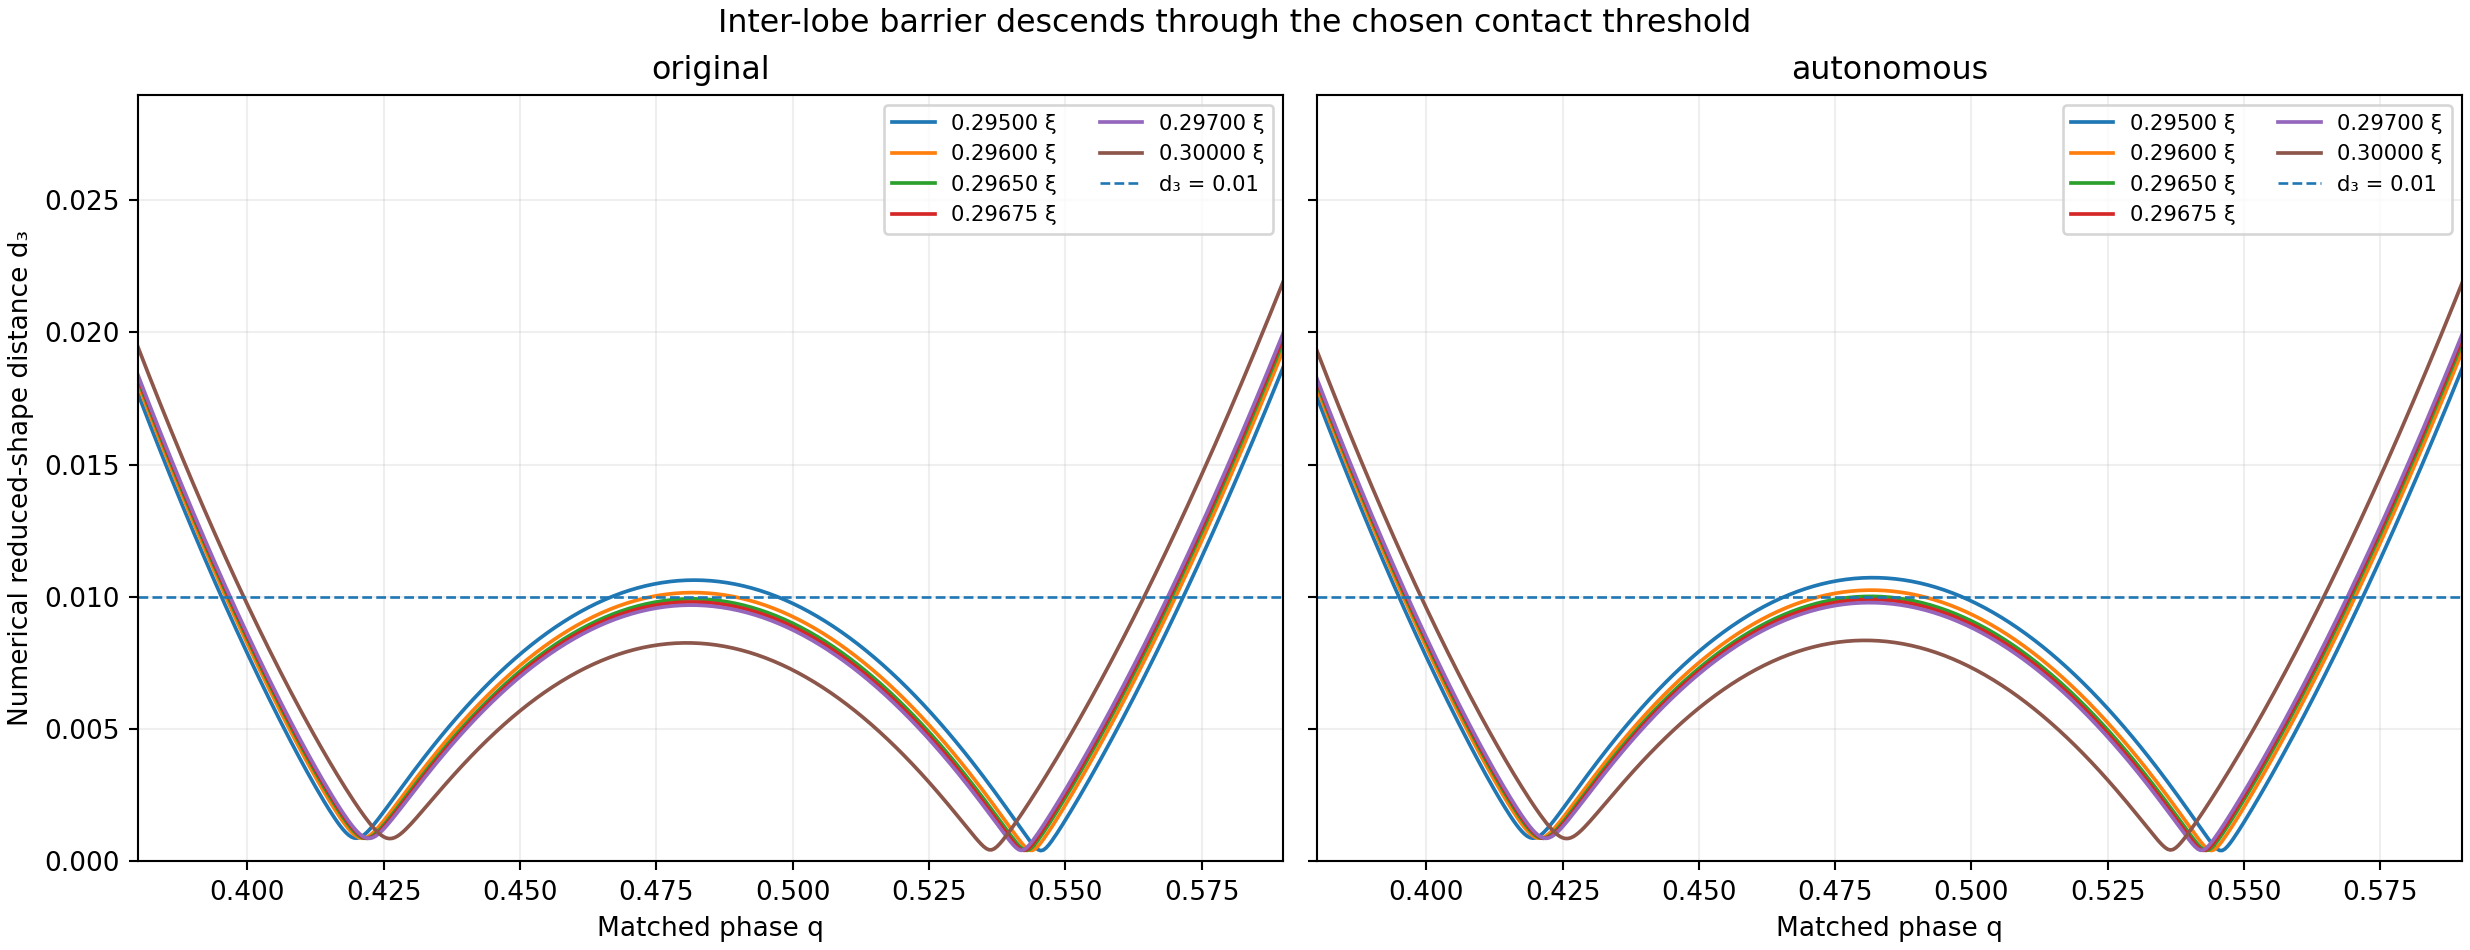 Inter-lobe barrier descends through the chosen contact threshold
original
0.29500 ξ
0.29600 ξ
0.29650 ξ
0.29675 ξ
0.29700 ξ
0.30000 ξ
d₃ = 0.01
Numerical reduced-shape distance d₃
0.025
0.020
0.015
0.010
0.005
0.000
0.400 0.425 0.450 0.475 0.500 0.525 0.550 0.575
Matched phase q
autonomous
0.29500 ξ
0.29600 ξ
0.29650 ξ
0.29675 ξ
0.29700 ξ
0.30000 ξ
d₃ = 0.01
0.400 0.425 0.450 0.475 0.500 0.525 0.550 0.575
Matched phase q